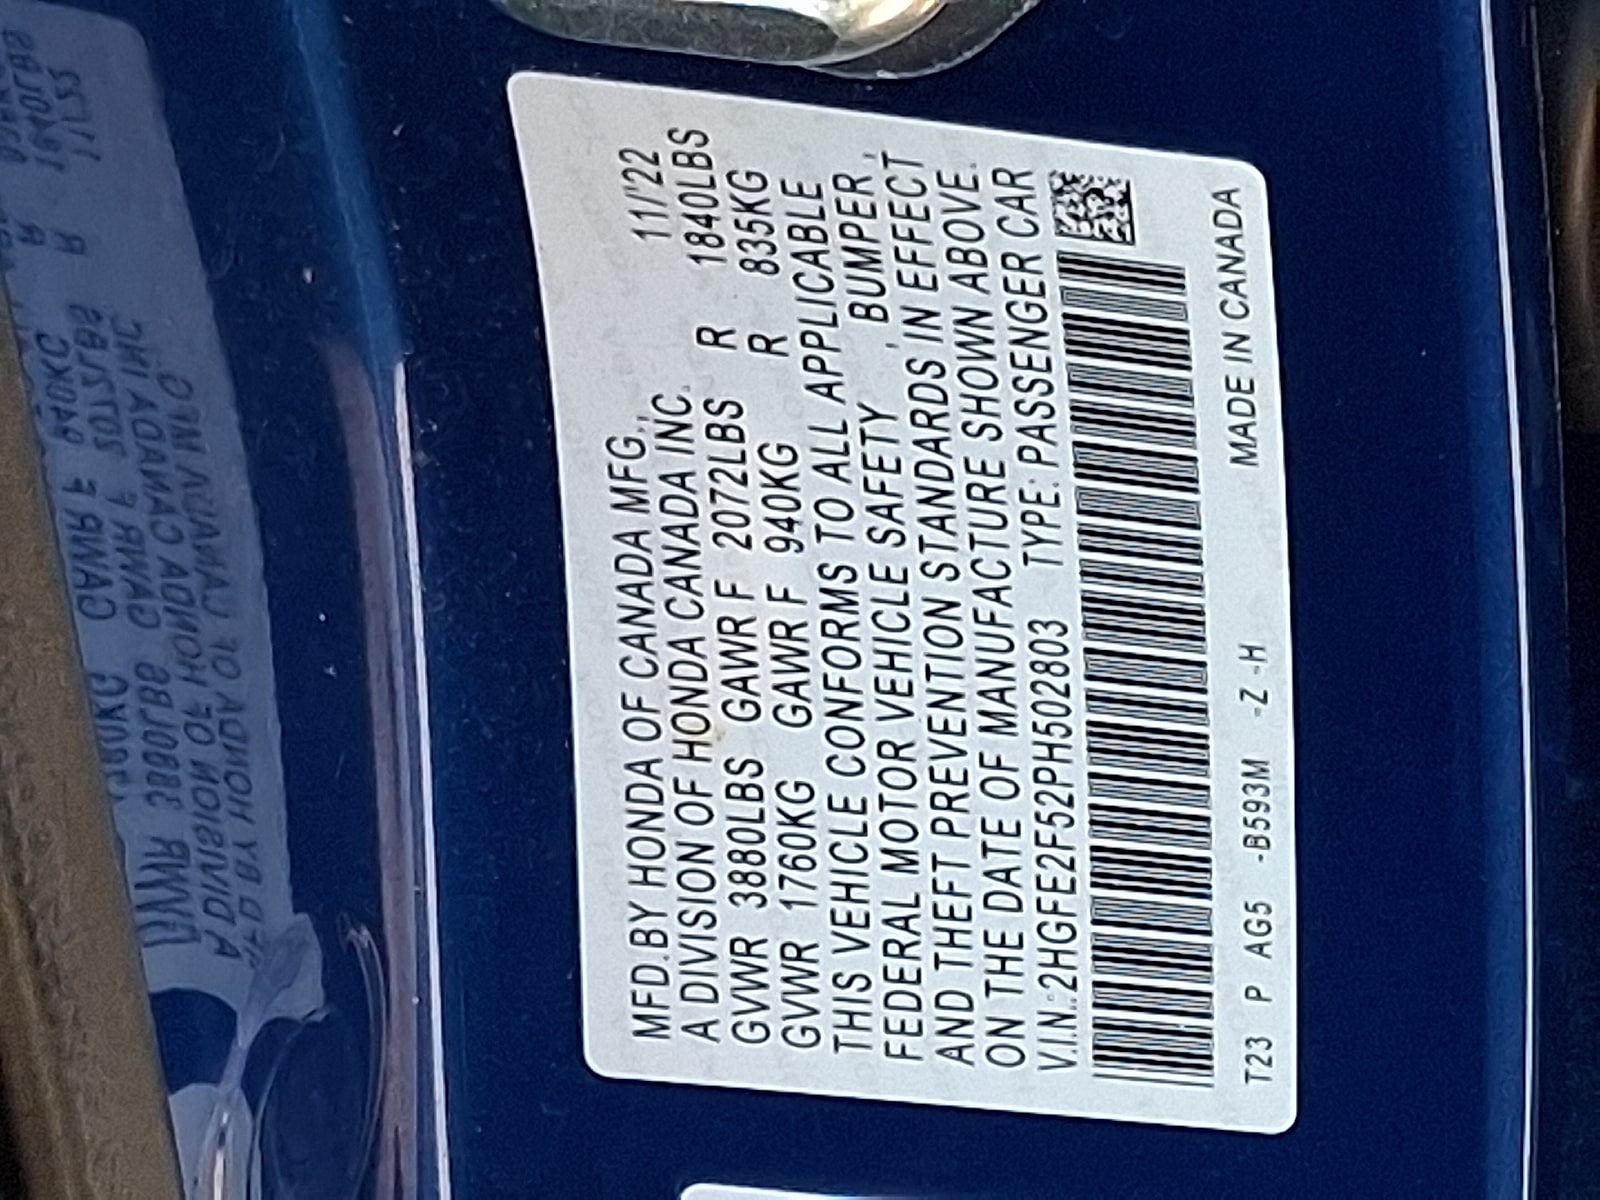 MFD.BY HONDA OF CANADA MFG., 11/'22
A DIVISION OF HONDA CANADA INC.
GVWR 3880LBS GAWR F 2072LBS R 1840LBS
GVWR 1760KG GAWR F 940KG R 835KG
THIS VEHICLE CONFORMS TO ALL APPLICABLE
FEDERAL MOTOR VEHICLE SAFETY , BUMPER,
AND THEFT PREVENTION STANDARDS IN EFFECT
ON THE DATE OF MANUFACTURE SHOWN ABOVE.
V.I.N.:2HGFE2F52PH502803 TYPE: PASSENGER CAR
T23 P AG5 -B593M -Z -H MADE IN CANADA